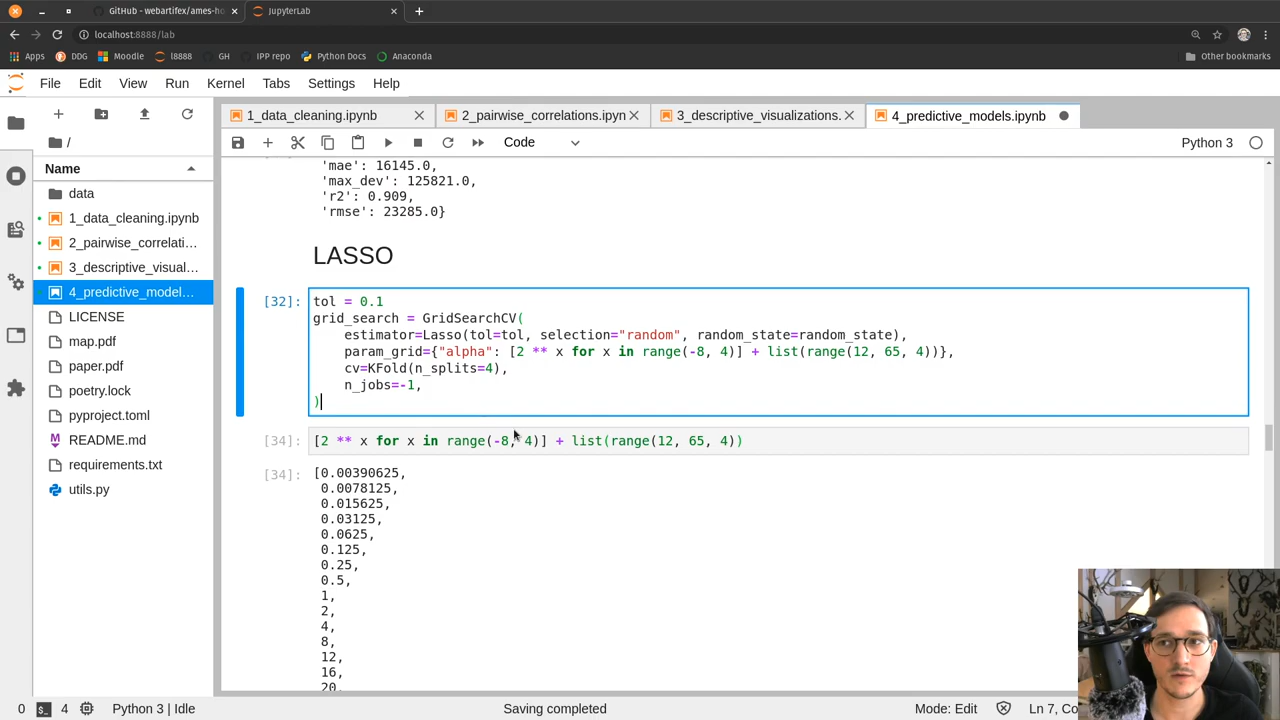 GitHub - webartifex/ames-ho
JupyterLab
localhost:8888/lab
Apps
DDG
Moodle
l8888
GH
IPP repo
Python Docs
Anaconda
Other bookmarks
File
Edit
View
Run
Kernel
Tabs
Settings
Help
1_data_cleaning.ipynb
2_pairwise_correlations.ipyn
3_descriptive_visualizations.
4_predictive_models.ipynb
Code
Python 3
/
Name
data
1_data_cleaning.ipynb
2_pairwise_correlati…
3_descriptive_visual…
4_predictive_model…
LICENSE
map.pdf
paper.pdf
poetry.lock
pyproject.toml
README.md
requirements.txt
utils.py
'mae': 16145.0,
'max_dev': 125821.0,
'r2': 0.909,
'rmse': 23285.0}
LASSO
[32]:
tol = 0.1
grid_search = GridSearchCV(
estimator=Lasso(tol=tol, selection="random", random_state=random_state),
param_grid={"alpha": [2 ** x for x in range(-8, 4)] + list(range(12, 65, 4))},
cv=KFold(n_splits=4),
n_jobs=-1,
)
[34]:
[2 ** x for x in range(-8, 4)] + list(range(12, 65, 4))
[34]:
[0.00390625,
0.0078125,
0.015625,
0.03125,
0.0625,
0.125,
0.25,
0.5,
1,
2,
4,
8,
12,
16,
20,
0
4
Python 3 | Idle
Saving completed
Mode: Edit
Ln 7, Co